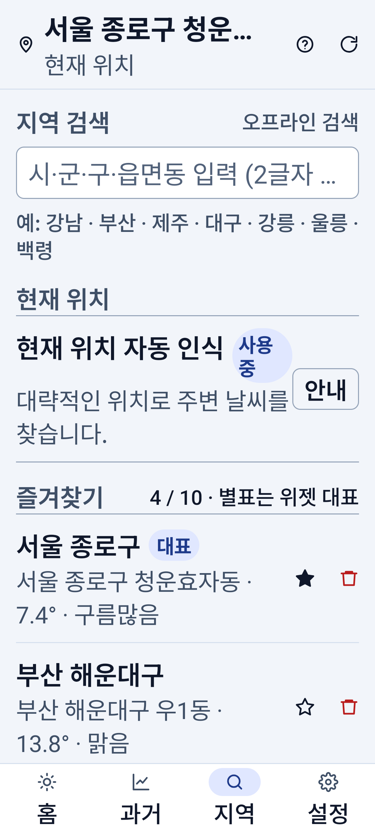 서울 종로구 청운...
현재 위치
지역 검색 오프라인 검색
시·군·구·읍면동 입력 (2글자 ...
예: 강남 · 부산 · 제주 · 대구 · 강릉 · 울릉 ·
백령
현재 위치
현재 위치 자동 인식 사용
중
대략적인 위치로 주변 날씨를 안내
찾습니다.
즐겨찾기 4 / 10 · 별표는 위젯 대표
서울 종로구 대표
서울 종로구 청운효자동 ·
7.4° · 구름많음
부산 해운대구
부산 해운대구 우1동 ·
13.8° · 맑음
홈 과거 지역 설정